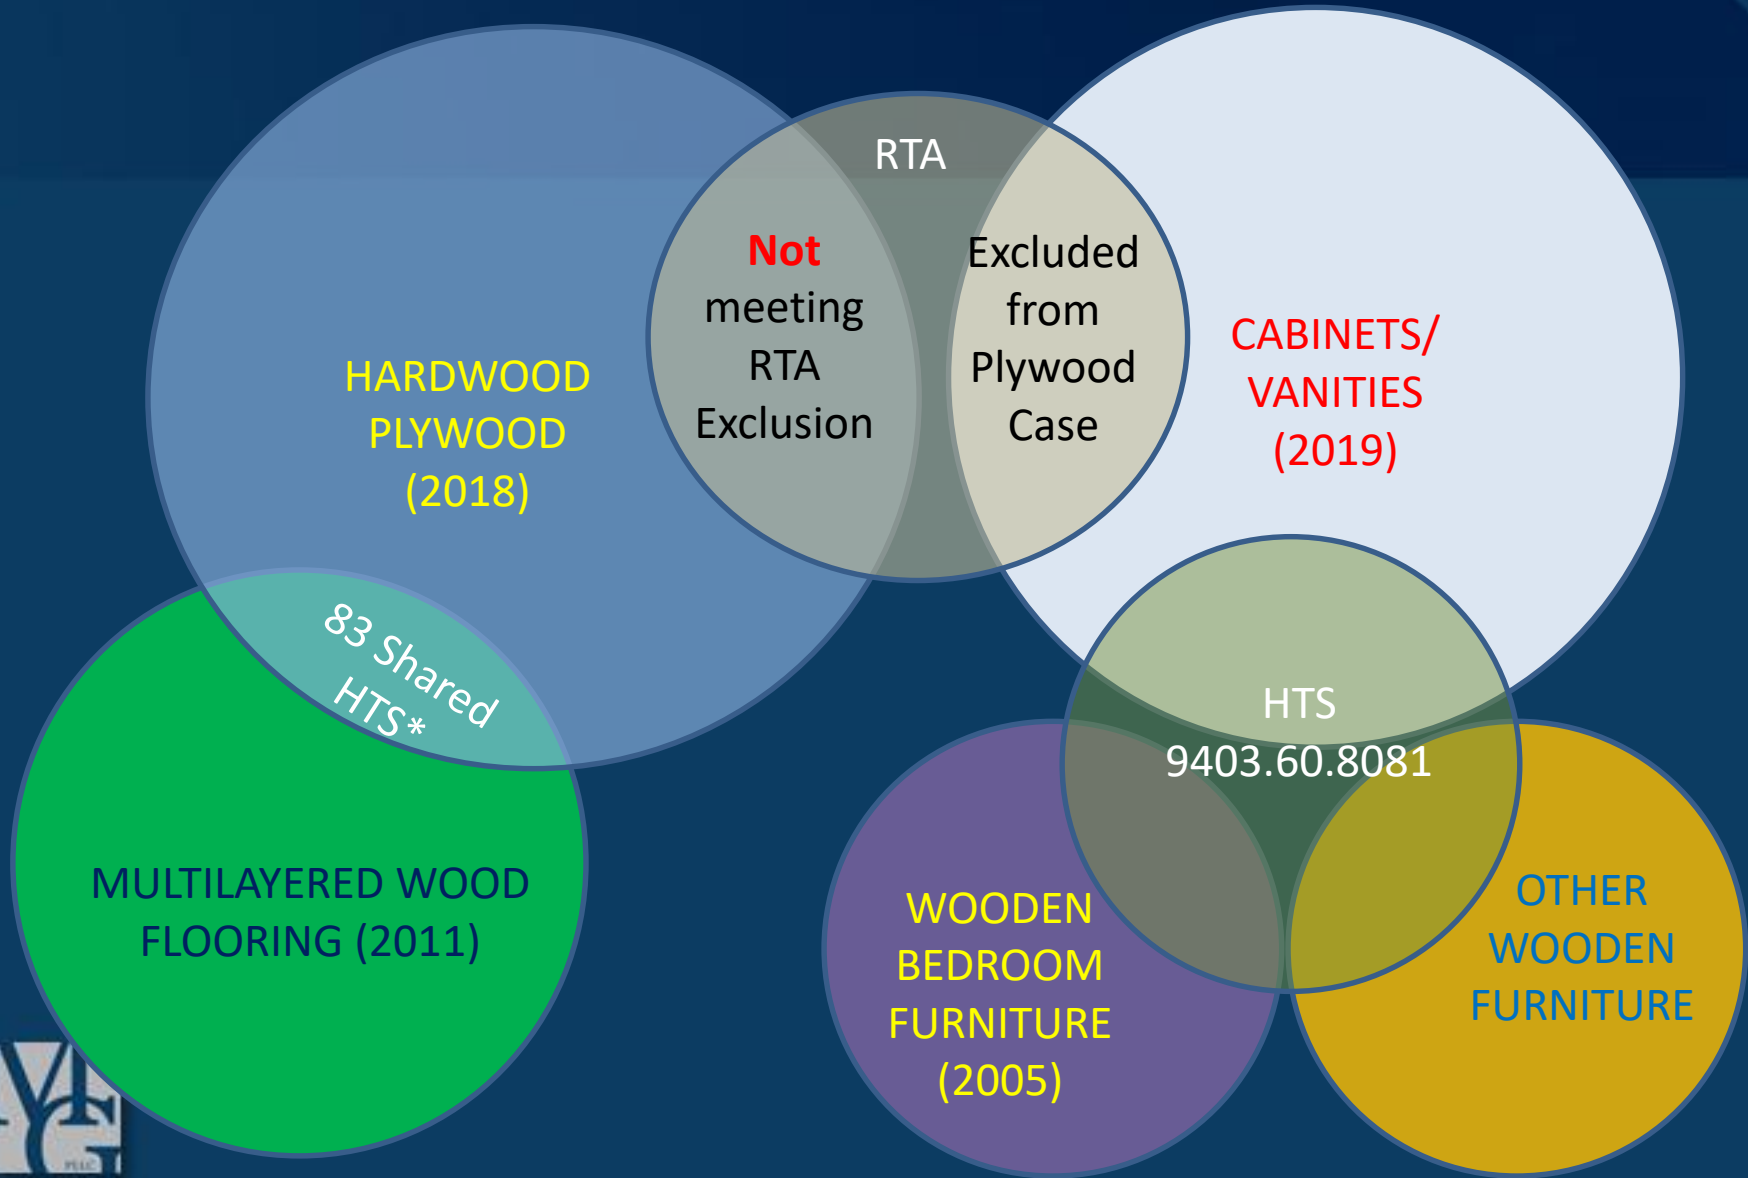 RTA
Not
meeting
RTA
Exclusion
Excluded
from
Plywood
Case
HARDWOOD
PLYWOOD
(2018)
CABINETS/
VANITIES
(2019)
83 Shared
HTS*
HTS
9403.60.8081
MULTILAYERED WOOD
FLOORING (2011)
WOODEN
BEDROOM
FURNITURE
(2005)
OTHER
WOODEN
FURNITURE
PLLC